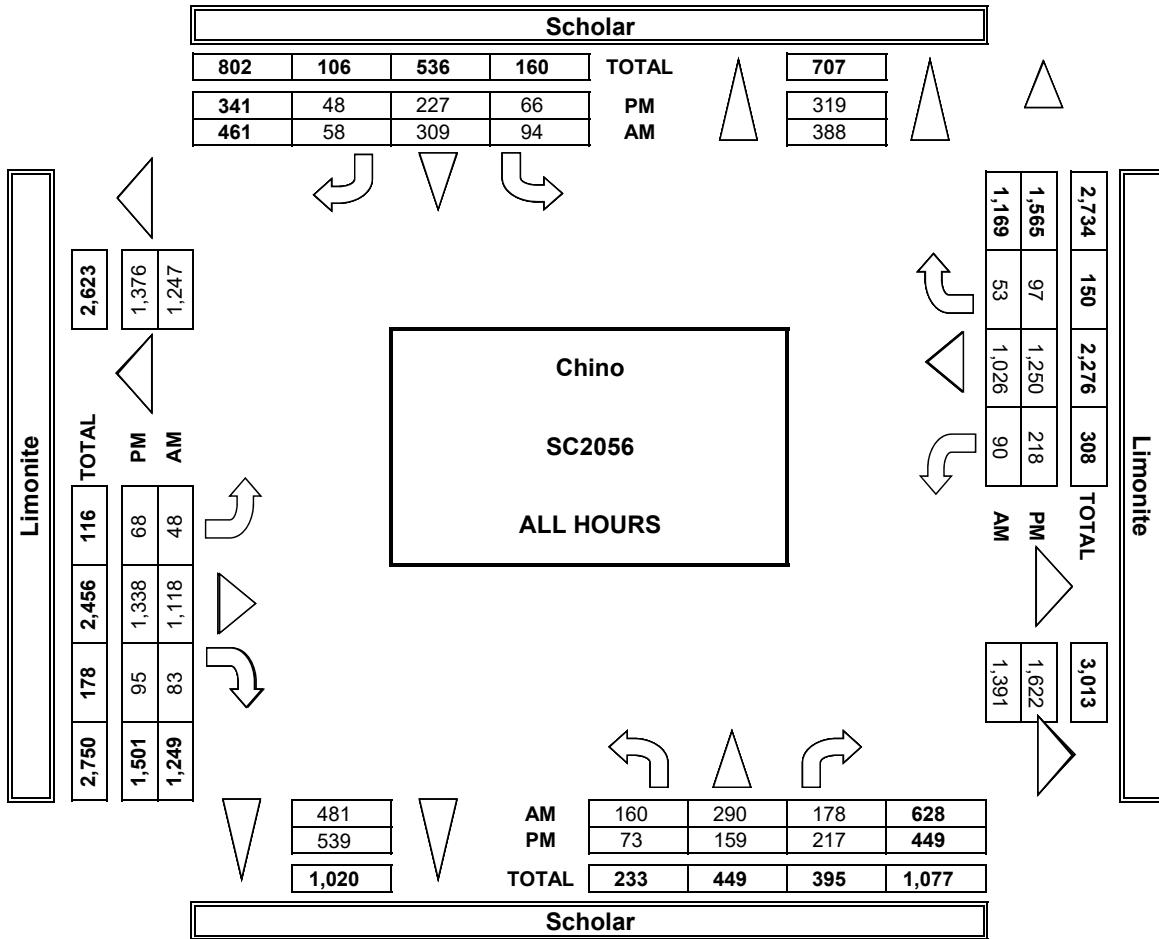 Scholar
802 106 536 160 TOTAL 707
341 48 227 66 PM 319
461 58 309 94 AM 388
Limonite
2,623
1,376
1,247
TOTAL PM AM
116 68 48
2,456 1,338 1,118
178 95 83
2,750 1,501 1,249
Chino
SC2056
ALL HOURS
1,169 1,565 2,734
53 97 150
1,026 1,250 2,276
90 218 308
AM PM TOTAL
1,391 1,622 3,013
Limonite
481 AM 160 290 178 628
539 PM 73 159 217 449
1,020 TOTAL 233 449 395 1,077
Scholar